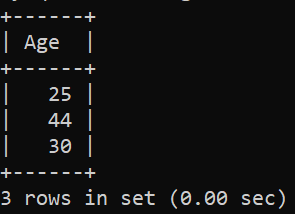 +------+
| Age  |
+------+
|   25 |
|   44 |
|   30 |
+------+
3 rows in set (0.00 sec)